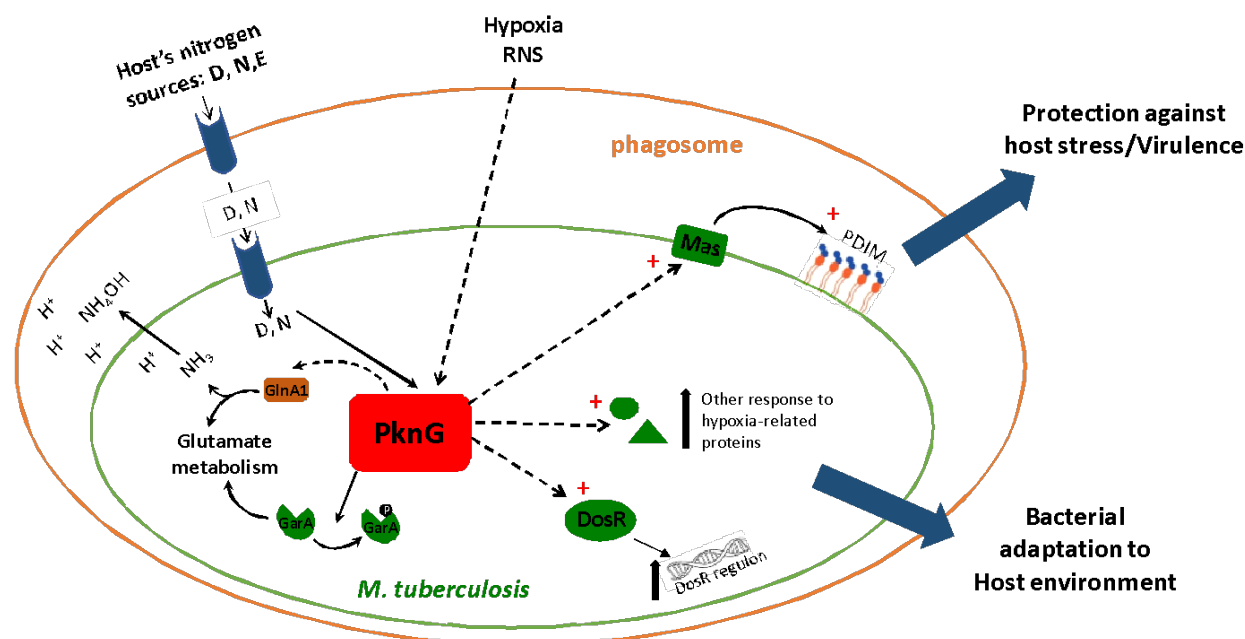 Host's nitrogen
sources: D, N,E
Hypoxia
RNS
phagosome
Protection against
host stress/Virulence
D, N
+
PDIM
Mas
+
NH₄OH
H⁺
H⁺
H⁺
H⁺
NH₃
D, N
GlnA1
PknG
+
Other response to
hypoxia-related
proteins
Glutamate
metabolism
+
DosR
GarA
P
GarA
DosR regulon
M. tuberculosis
Bacterial
adaptation to
Host environment